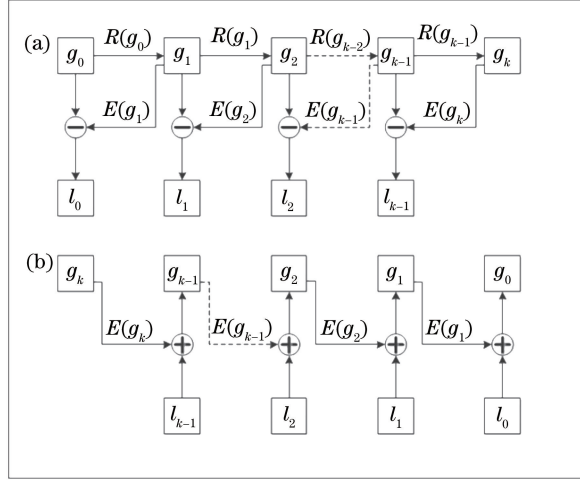 (a) R(g₀) R(g₁) R(gₖ₋₂) R(gₖ₋₁)
g₀ g₁ g₂ gₖ₋₁ gₖ
E(g₁) E(g₂) E(gₖ₋₁) E(gₖ)
− − − −
l₀ l₁ l₂ lₖ₋₁
(b) gₖ gₖ₋₁ g₂ g₁ g₀
E(gₖ) E(gₖ₋₁) E(g₂) E(g₁)
+ + + +
lₖ₋₁ l₂ l₁ l₀